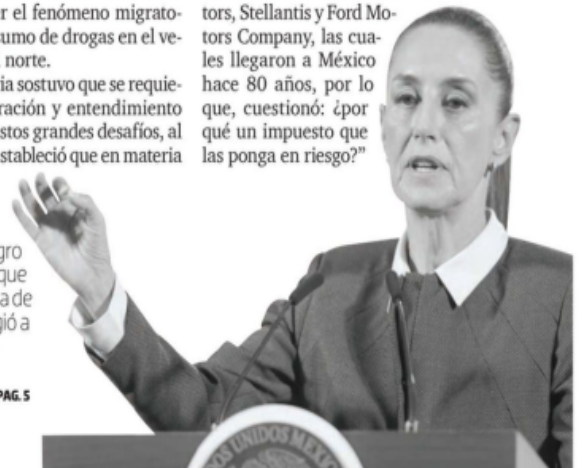 r el fenómeno migrato-
sumo de drogas en el ve-
norte.
ia sostuvo que se requie-
ración y entendimiento
stos grandes desafíos, al
stableció que en materia
tors, Stellantis y Ford Mo-
tors Company, las cua-
les llegaron a México
hace 80 años, por lo
que, cuestionó: ¿por
qué un impuesto que
las ponga en riesgo?”
gro
que
a de
gió a
PAG. 5
UNIDOS MEXIC